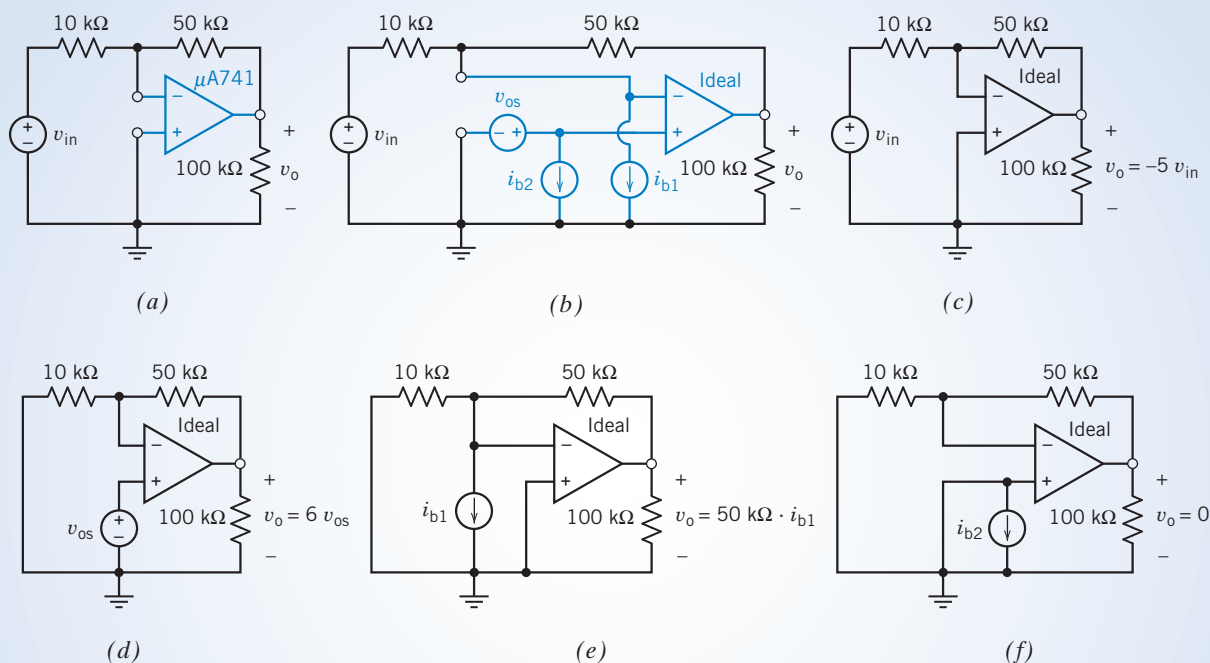 10 kΩ 50 kΩ
μA741
−
+
+
−
v_in
100 kΩ
+
v_o
−
(a)
10 kΩ 50 kΩ
Ideal
v_os
− +
−
+
+
−
v_in
i_b2
i_b1
100 kΩ
+
v_o
−
(b)
10 kΩ 50 kΩ
Ideal
−
+
+
−
v_in
100 kΩ
+
v_o = −5 v_in
−
(c)
10 kΩ 50 kΩ
Ideal
−
+
+
−
v_os
100 kΩ
+
v_o = 6 v_os
−
(d)
10 kΩ 50 kΩ
Ideal
−
+
i_b1
100 kΩ
+
v_o = 50 kΩ · i_b1
−
(e)
10 kΩ 50 kΩ
Ideal
−
+
i_b2
100 kΩ
+
v_o = 0
−
(f)